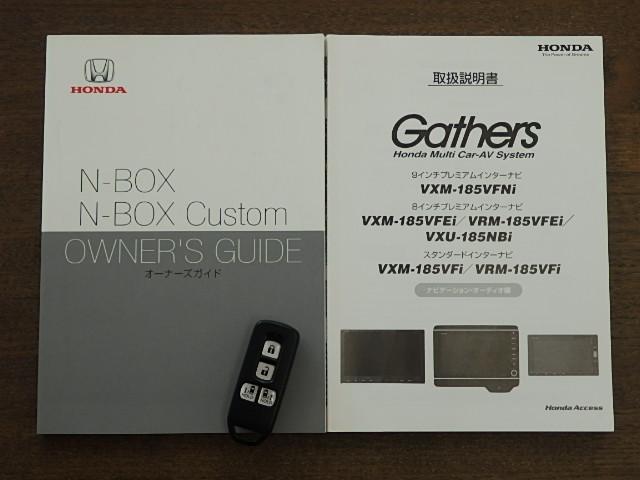 HONDA
N-BOX
N-BOX Custom
OWNER'S GUIDE
オーナーズガイド
HOLD
HOLD
HONDA
The Power of Dreams
取扱説明書
Gathers
Honda Multi Car-AV System
9インチプレミアムインターナビ
VXM-185VFNi
8インチプレミアムインターナビ
VXM-185VFEi/VRM-185VFEi/
VXU-185NBi
スタンダードインターナビ
VXM-185VFi/VRM-185VFi
ナビゲーション・オーディオ編
Honda Access